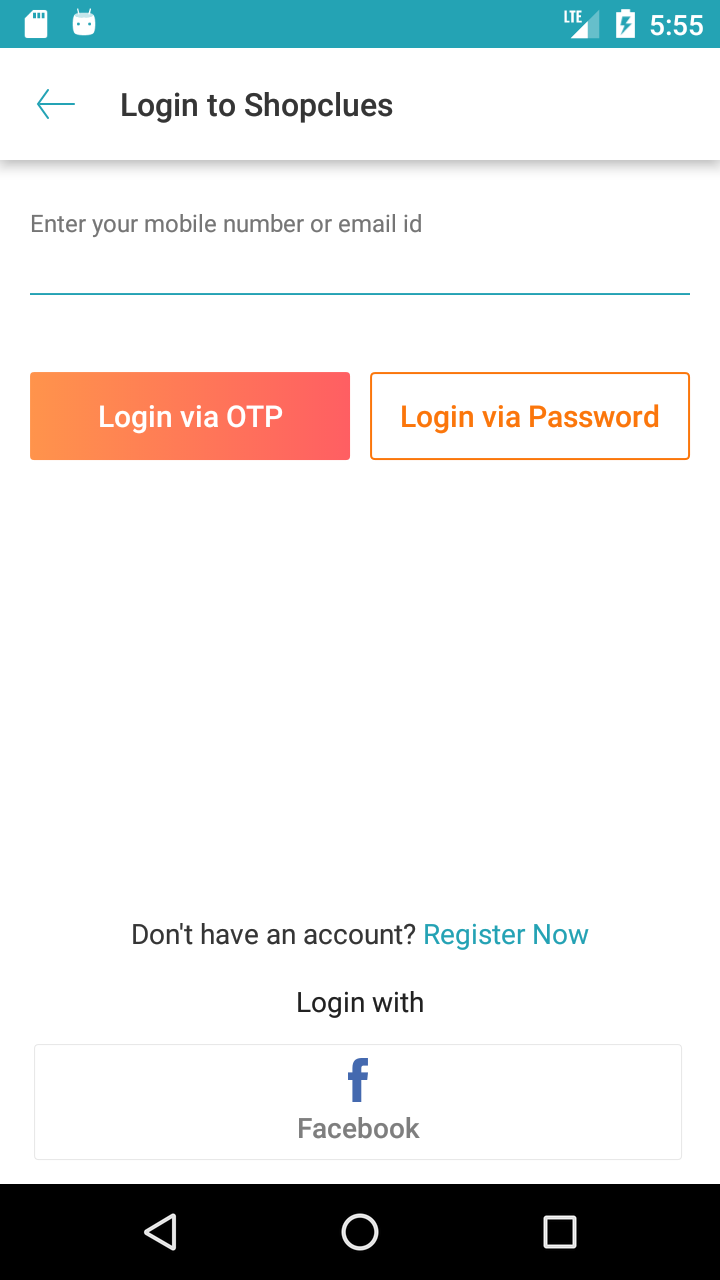 LTE 5:55
Login to Shopclues
Enter your mobile number or email id
Login via OTP
Login via Password
Don't have an account? Register Now
Login with
f
Facebook